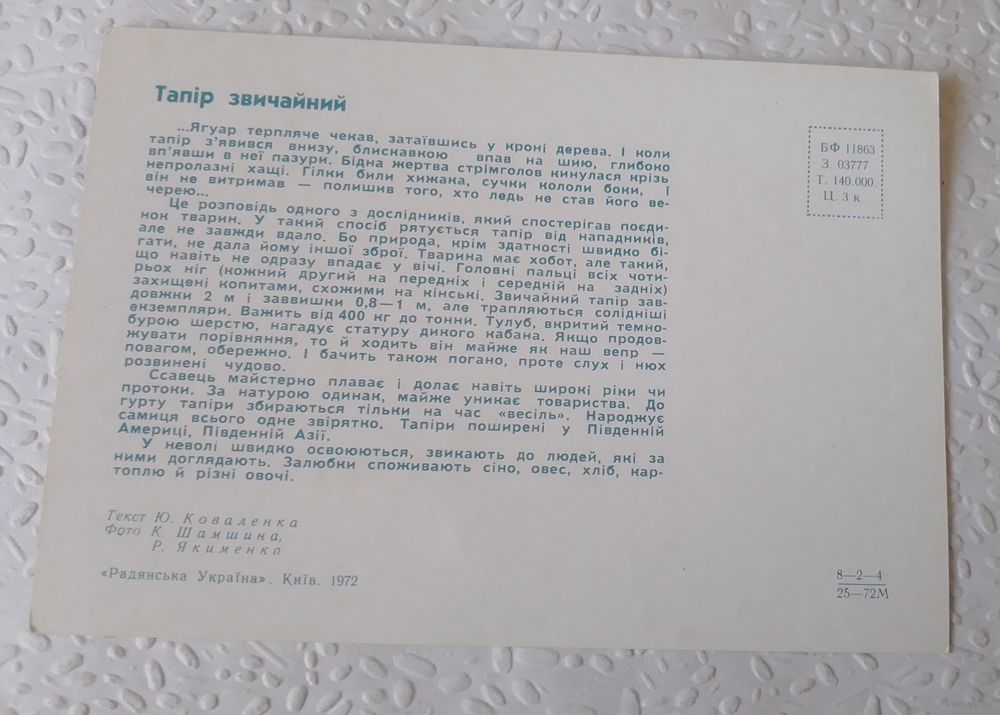 Тапір звичайний
...Ягуар терпляче чекав, затаївшись у кроні дерева. І коли
тапір з’явився внизу, блискавкою впав на шию, глибоко
вп’явши в неї пазури. Бідна жертва стрімголов кинулася крізь
непролазні хащі. Гілки били хижака, сучки кололи боки, і
він не витримав — полишив того, хто ледь не став його ве-
черею...
Це розповідь одного з дослідників, який спостерігав поєди-
нок тварин. У такий спосіб рятується тапір від нападників,
але не завжди вдало. Бо природа, крім здатності швидко бі-
гати, не дала йому іншої зброї. Тварина має хобот, але такий,
що навіть не одразу впадає у вічі. Головні пальці всіх чоти-
рьох ніг (кожний другий на передніх і середній на задніх)
захищені копитами, схожими на кінські. Звичайний тапір зав-
довжки 2 м і заввишки 0,8—1 м, але трапляються солідніші
екземпляри. Важить від 400 кг до тонни. Тулуб, вкритий темно-
бурою шерстю, нагадує статуру дикого кабана. Якщо продов-
жувати порівняння, то й ходить він майже як наш вепр —
повагом, обережно. І бачить також погано, проте слух і нюх
розвинені чудово.
Ссавець майстерно плаває і долає навіть широкі ріки чи
протоки. За натурою одинак, майже уникає товариства. До
гурту тапіри збираються тільки на час «весіль». Народжує
самиця всього одне звірятко. Тапіри поширені у Південній
Америці, Південній Азії.
У неволі швидко освоюються, звикають до людей, які за
ними доглядають. Залюбки споживають сіно, овес, хліб, кар-
топлю й різні овочі.
Текст Ю. Коваленка
Фото К. Шамшина,
Р. Якименка
«Радянська Україна». Київ. 1972
БФ 11863
З. 03777
Т. 140.000
Ц. 3 к
8—2—4
25—72М